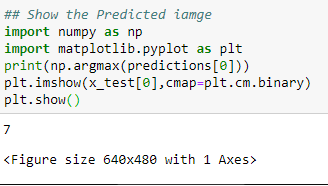 ## Show the Predicted iamge
import numpy as np
import matplotlib.pyplot as plt
print(np.argmax(predictions[0]))
plt.imshow(x_test[0],cmap=plt.cm.binary)
plt.show()
7
<Figure size 640x480 with 1 Axes>